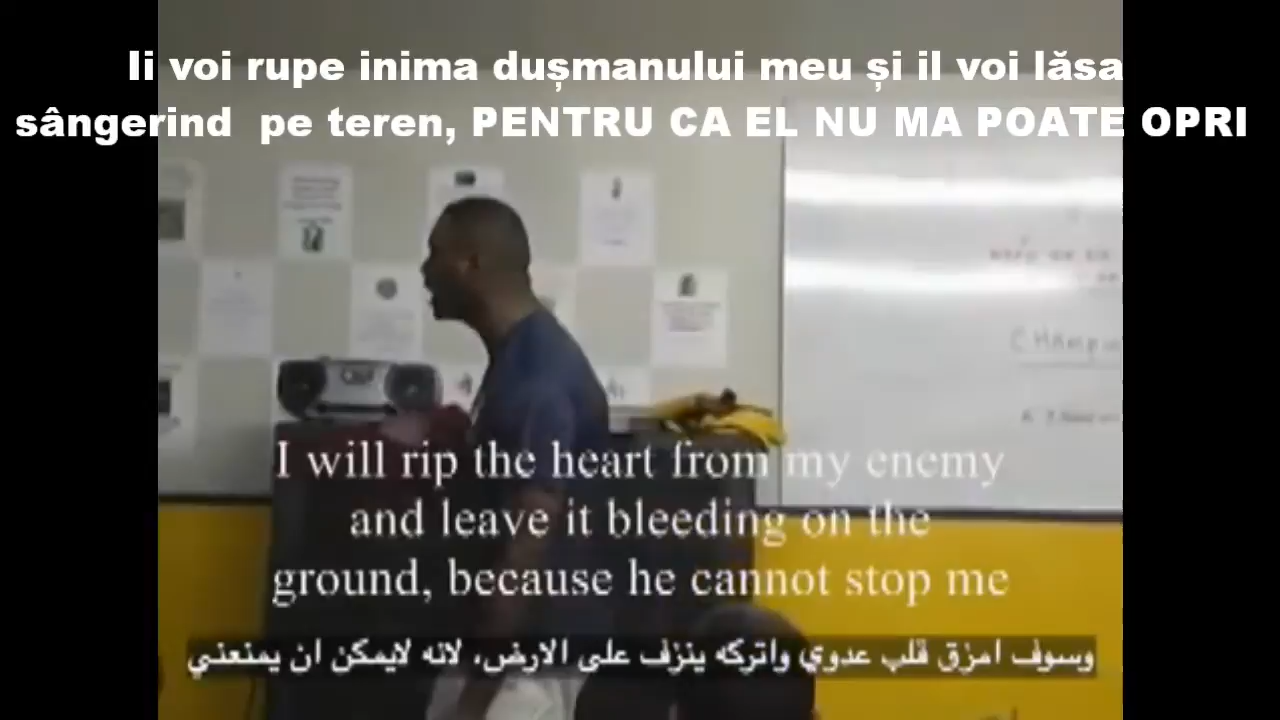 Ii voi rupe inima dușmanului meu și il voi lăsa
sângerind pe teren, PENTRU CA EL NU MA POATE OPRI
I will rip the heart from my enemy
and leave it bleeding on the
ground, because he cannot stop me
وسوف امزق قلب عدوي واتركه ينزف على الارض، لانه لايمكن ان يمنعني